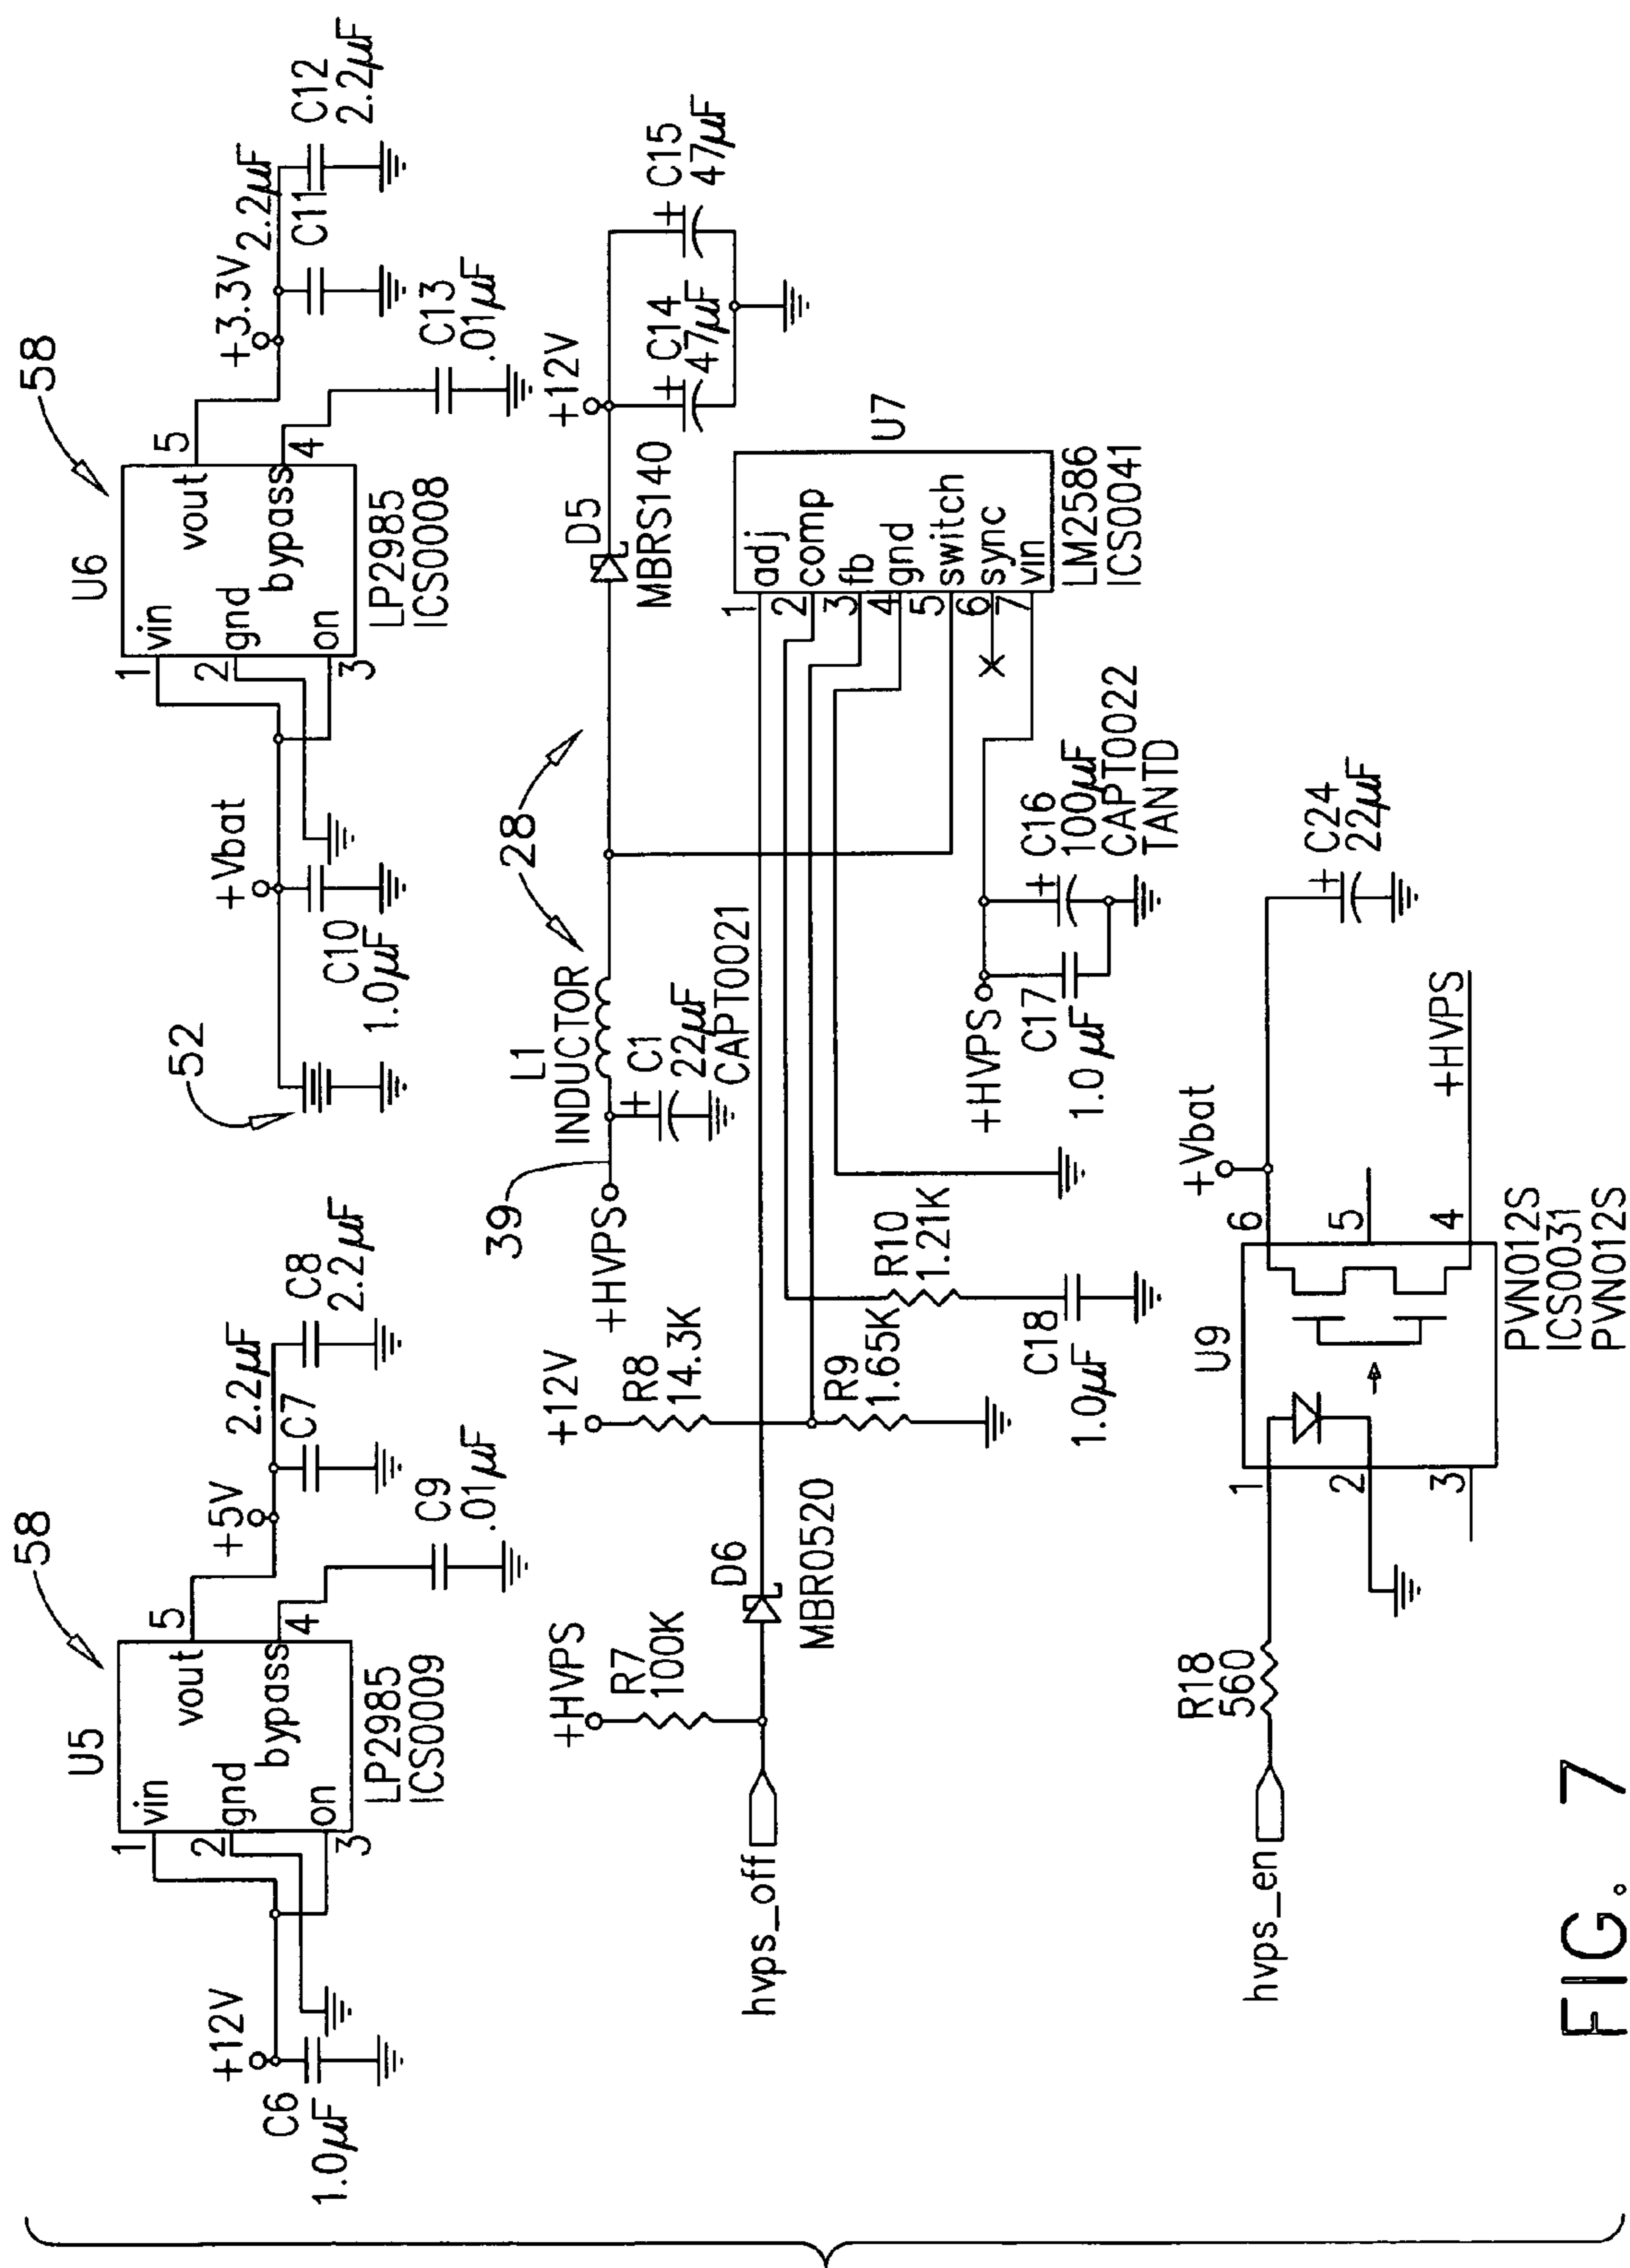 58
U5
vin
gnd
on
vout
bypass
1
2
3
5
4
LP2985
ICS0009
+12V
C6
1.0µF
+5V
2.2µF
C7
C8
2.2µF
C9
.01µF
58
U6
vin
gnd
on
vout
bypass
1
2
3
5
4
LP2985
ICS0008
52
+Vbat
C10
1.0µF
+3.3V
2.2µF
C11
C12
2.2µF
C13
.01µF
39
+HVPS
L1
INDUCTOR
C1
22µF
CAPT0021
28
D5
MBRS140
+12V
C14
47µF
C15
47µF
hvps_off
+HVPS
R7
100K
D6
MBR0520
+12V
R8
14.3K
R9
1.65K
R10
1.21K
C18
1.0µF
U7
1
2
3
4
5
6
7
adj
comp
fb
gnd
switch
sync
vin
LM2586
ICS0041
+HVPS
C17
1.0µF
C16
100µF
CAPT0022
TANTD
hvps_en
R18
560
U9
1
2
3
6
5
4
PVN012S
ICS0031
PVN012S
+Vbat
C24
22µF
+HVPS
FIG. 7